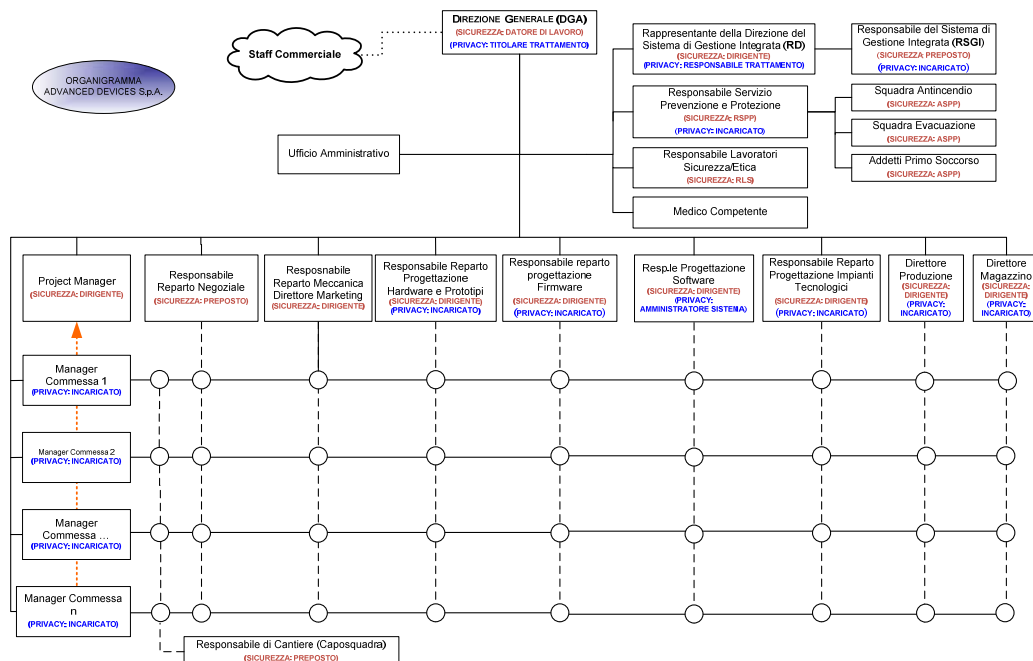 DIREZIONE GENERALE (DGA)
(SICUREZZA: DATORE DI LAVORO)
(PRIVACY: TITOLARE TRATTAMENTO)
Staff Commerciale
ORGANIGRAMMA
ADVANCED DEVICES S.p.A.
Rappresentante della Direzione del
Sistema di Gestione Integrata (RD)
(SICUREZZA: DIRIGENTE)
(PRIVACY: RESPONSABILE TRATTAMENTO)
Responsabile del Sistema di
Gestione Integrata (RSGI)
(SICUREZZA: PREPOSTO)
(PRIVACY: INCARICATO)
Responsabile Servizio
Prevenzione e Protezione
(SICUREZZA: RSPP)
(PRIVACY: INCARICATO)
Squadra Antincendio
(SICUREZZA: ASPP)
Squadra Evacuazione
(SICUREZZA: ASPP)
Addetti Primo Soccorso
(SICUREZZA: ASPP)
Ufficio Amministrativo
Responsabile Lavoratori
Sicurezza/Etica
(SICUREZZA: RLS)
Medico Competente
Project Manager
(SICUREZZA: DIRIGENTE)
Responsabile
Reparto Negoziale
(SICUREZZA: PREPOSTO)
Resposnabile
Reparto Meccanica
Direttore Marketing
(SICUREZZA: DIRIGENTE)
Responsabile Reparto
Progettazione
Hardware e Prototipi
(SICUREZZA: DIRIGENTE)
(PRIVACY: INCARICATO)
Responsabile reparto
progettazione
Firmware
(SICUREZZA: DIRIGENTE)
(PRIVACY: INCARICATO)
Resp.le Progettazione
Software
(SICUREZZA: DIRIGENTE)
(PRIVACY:
AMMINISTRATORE SISTEMA)
Responsabile Reparto
Progettazione Impianti
Tecnologici
(SICUREZZA: DIRIGENTE)
(PRIVACY: INCARICATO)
Direttore
Produzione
(SICUREZZA:
DIRIGENTE)
(PRIVACY:
INCARICATO)
Direttore
Magazzino
(SICUREZZA:
DIRIGENTE)
(PRIVACY:
INCARICATO)
Manager
Commessa 1
(PRIVACY: INCARICATO)
Manager Commessa 2
(PRIVACY: INCARICATO)
Manager
Commessa ...
(PRIVACY: INCARICATO)
Manager Commessa
n
(PRIVACY: INCARICATO)
Responsabile di Cantiere (Caposquadra)
(SICUREZZA: PREPOSTO)